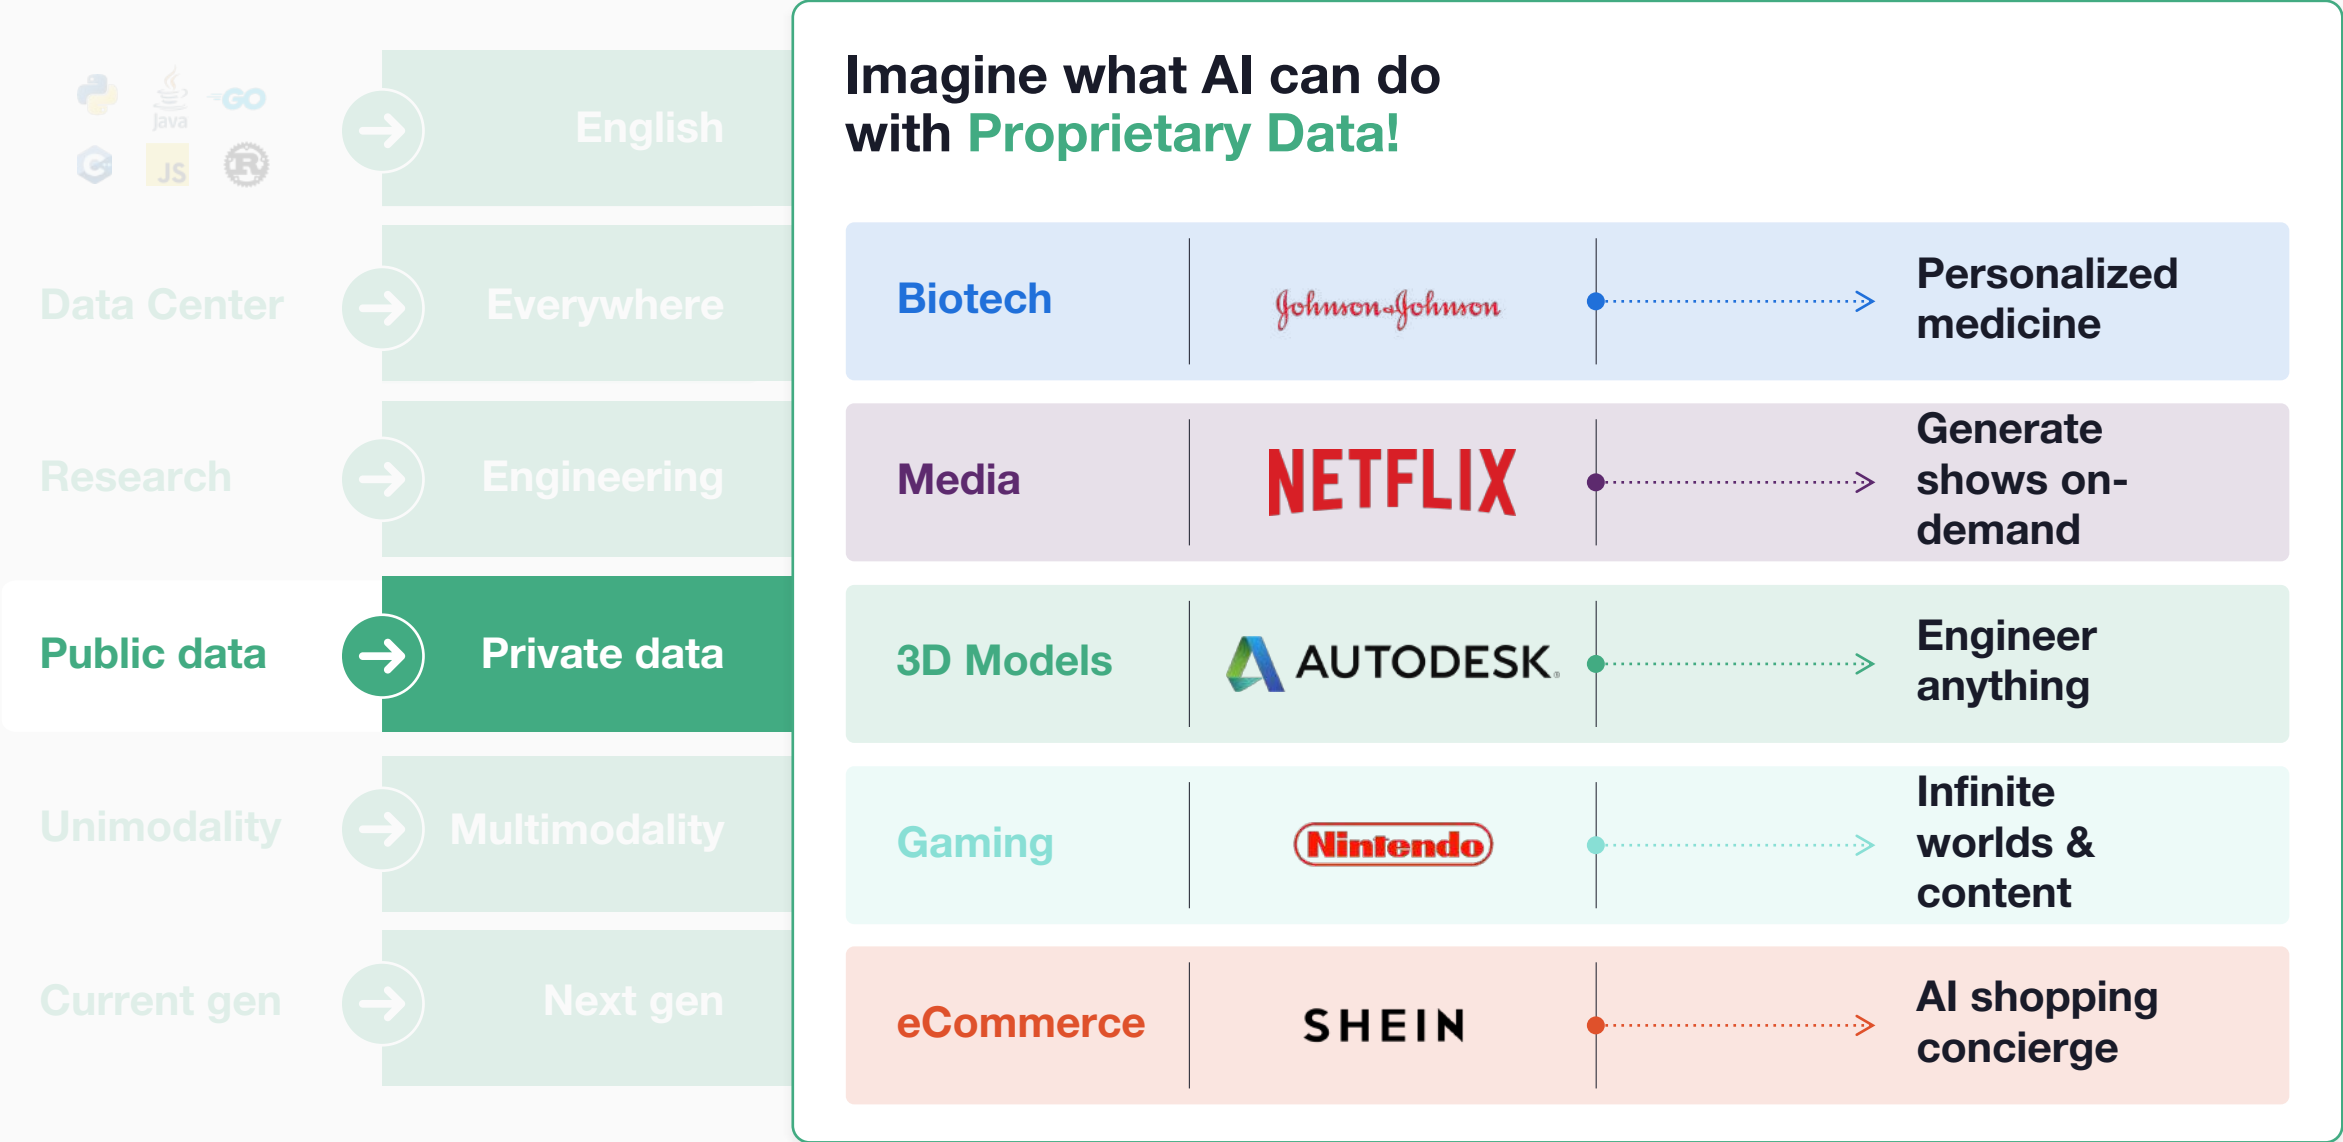 Java
GO
C++
JS
R
English
Data Center
Everywhere
Research
Engineering
Public data
Private data
Unimodality
Multimodality
Current gen
Next gen
Imagine what AI can do
with Proprietary Data!
Biotech
Johnson&Johnson
Personalized
medicine
Media
NETFLIX
Generate
shows on-
demand
3D Models
AUTODESK®
Engineer
anything
Gaming
Nintendo
Infinite
worlds &
content
eCommerce
SHEIN
AI shopping
concierge